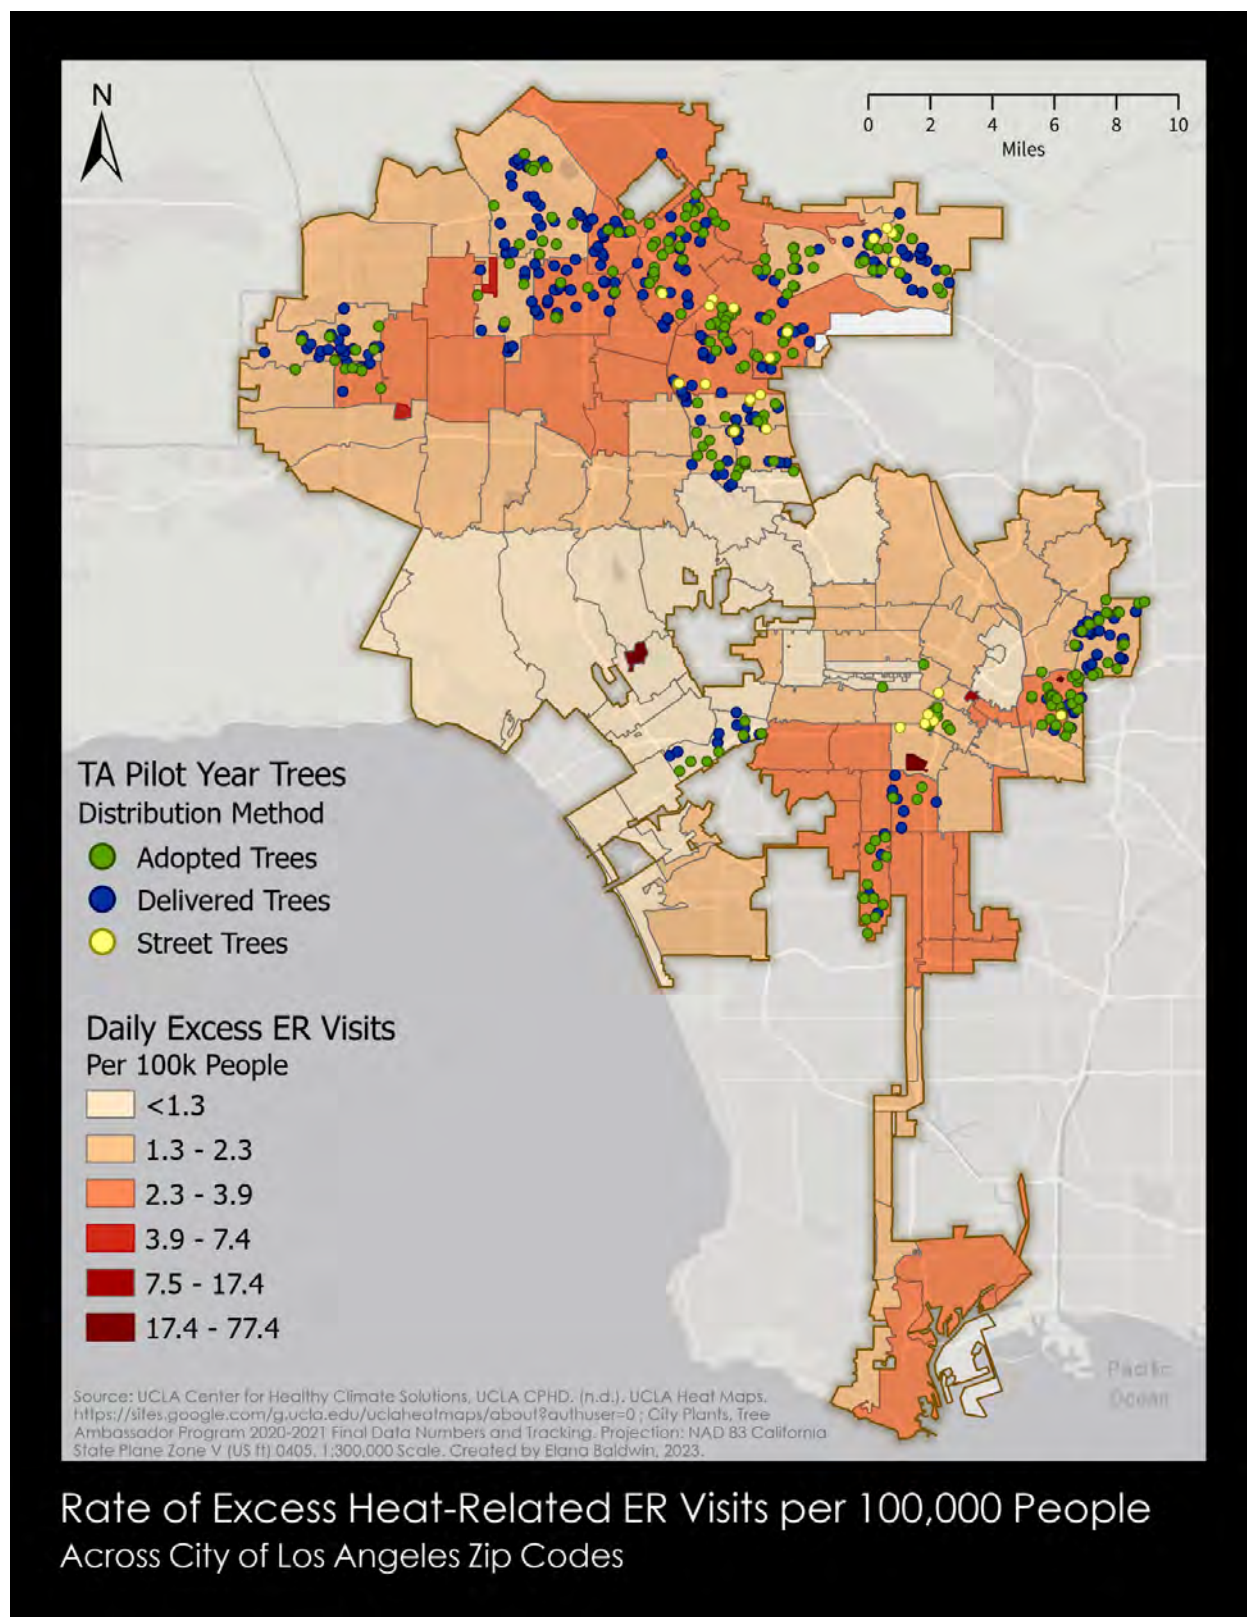 N
0 2 4 6 8 10
Miles
TA Pilot Year Trees
Distribution Method
Adopted Trees
Delivered Trees
Street Trees
Daily Excess ER Visits
Per 100k People
<1.3
1.3 - 2.3
2.3 - 3.9
3.9 - 7.4
7.5 - 17.4
17.4 - 77.4
Pacific
Ocean
Source: UCLA Center for Healthy Climate Solutions, UCLA CPHD. (n.d.). UCLA Heat Maps.
https://sites.google.com/g.ucla.edu/uclaheatmaps/about?authuser=0 ; City Plants, Tree
Ambassador Program 2020-2021 Final Data Numbers and Tracking. Projection: NAD 83 California
State Plane Zone V (US ft) 0405. 1:300,000 Scale. Created by Elana Baldwin, 2023.
Rate of Excess Heat-Related ER Visits per 100,000 People
Across City of Los Angeles Zip Codes